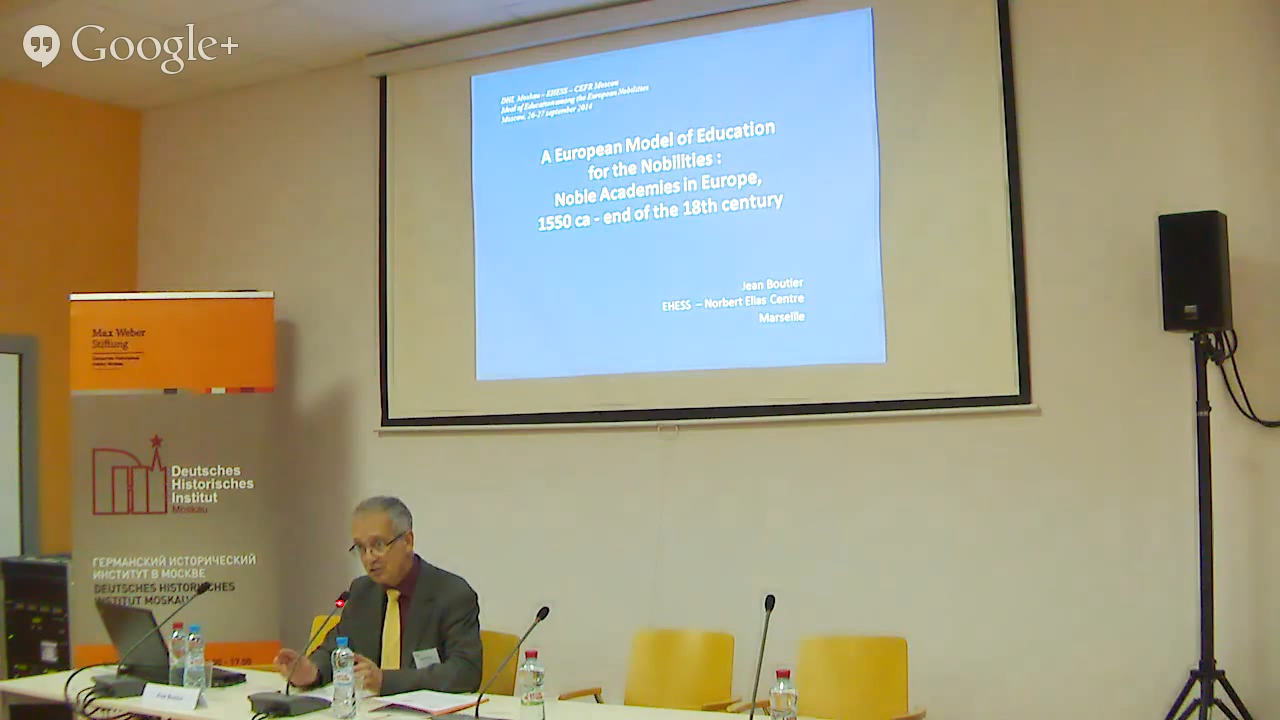 Google+
DHI Moskau – EHESS – CEFR Moscow
Ideal of Education among the European Nobilities
Moscow, 26-27 september 2014
A European Model of Education
for the Nobilities :
Noble Academies in Europe,
1550 ca - end of the 18th century
Jean Boutier
EHESS – Norbert Elias Centre
Marseille
Max Weber
Stiftung
Deutsches
Historisches
Institut
Moskau
ГЕРМАНСКИЙ ИСТОРИЧЕСКИЙ
ИНСТИТУТ В МОСКВЕ
DEUTSCHES HISTORISCHES
INSTITUT MOSKAU